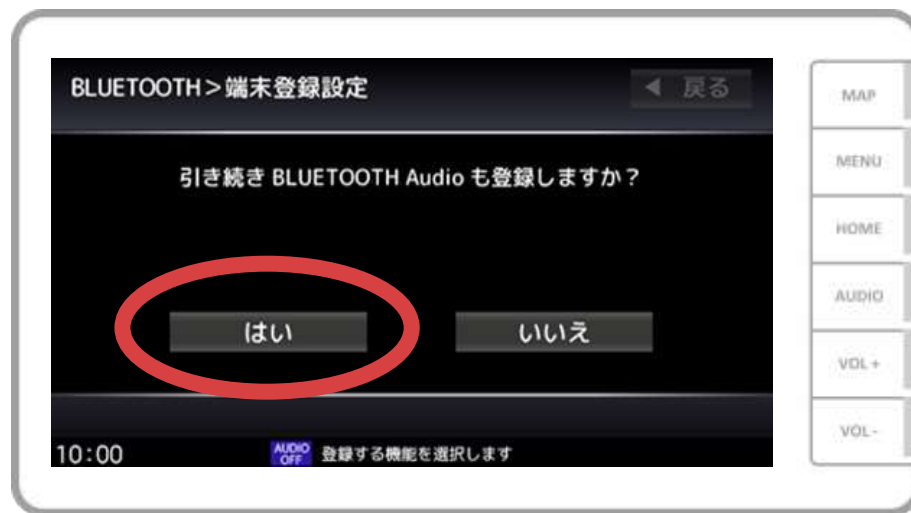 BLUETOOTH>端末登録設定
◀ 戻る
引き続き BLUETOOTH Audio も登録しますか？
はい
いいえ
10:00
AUDIO
OFF
登録する機能を選択します
MAP
MENU
HOME
AUDIO
VOL +
VOL -